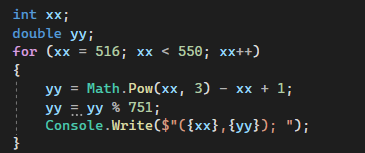 int xx;
double yy;
for (xx = 516; xx < 550; xx++)
{
yy = Math.Pow(xx, 3) - xx + 1;
yy = yy % 751;
Console.Write($"({xx},{yy}); ");
}